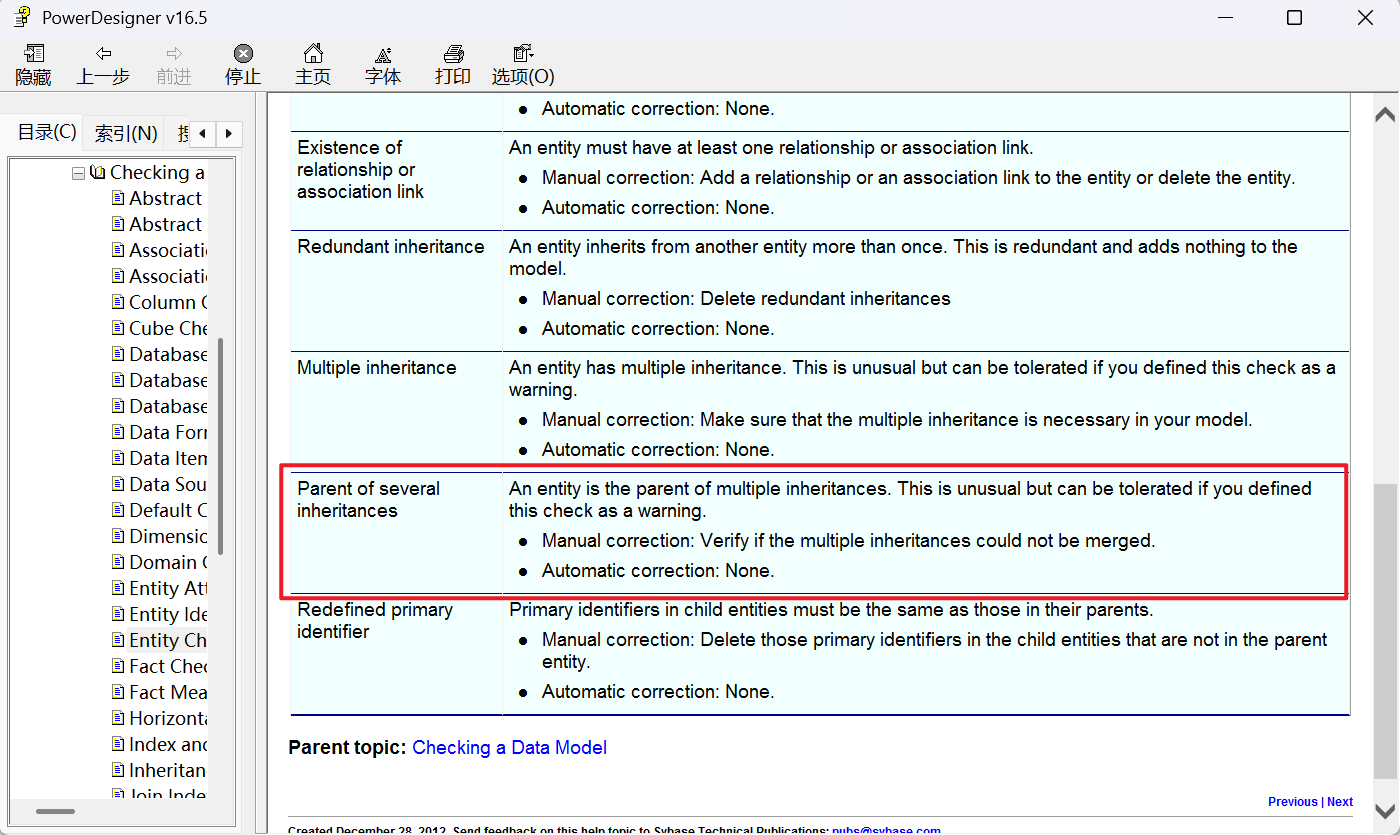 PowerDesigner v16.5
隐藏 上一步 前进 停止 主页 字体 打印 选项(O)
目录(C) 索引(N)
Checking a
Abstract
Abstract
Associati
Associati
Column C
Cube Che
Database
Database
Database
Data Forr
Data Item
Data Sou
Default C
Dimensio
Domain C
Entity Att
Entity Ide
Entity Ch
Fact Chec
Fact Mea
Horizonta
Index and
Inheritan
Join Inde
● Automatic correction: None.
Existence of
relationship or
association link
An entity must have at least one relationship or association link.
● Manual correction: Add a relationship or an association link to the entity or delete the entity.
● Automatic correction: None.
Redundant inheritance
An entity inherits from another entity more than once. This is redundant and adds nothing to the
model.
● Manual correction: Delete redundant inheritances
● Automatic correction: None.
Multiple inheritance
An entity has multiple inheritance. This is unusual but can be tolerated if you defined this check as a
warning.
● Manual correction: Make sure that the multiple inheritance is necessary in your model.
● Automatic correction: None.
Parent of several
inheritances
An entity is the parent of multiple inheritances. This is unusual but can be tolerated if you defined
this check as a warning.
● Manual correction: Verify if the multiple inheritances could not be merged.
● Automatic correction: None.
Redefined primary
identifier
Primary identifiers in child entities must be the same as those in their parents.
● Manual correction: Delete those primary identifiers in the child entities that are not in the parent
entity.
● Automatic correction: None.
Parent topic: Checking a Data Model
Previous | Next
Created December 28, 2012. Send feedback on this help topic to Sybase Technical Publications: pubs@sybase.com